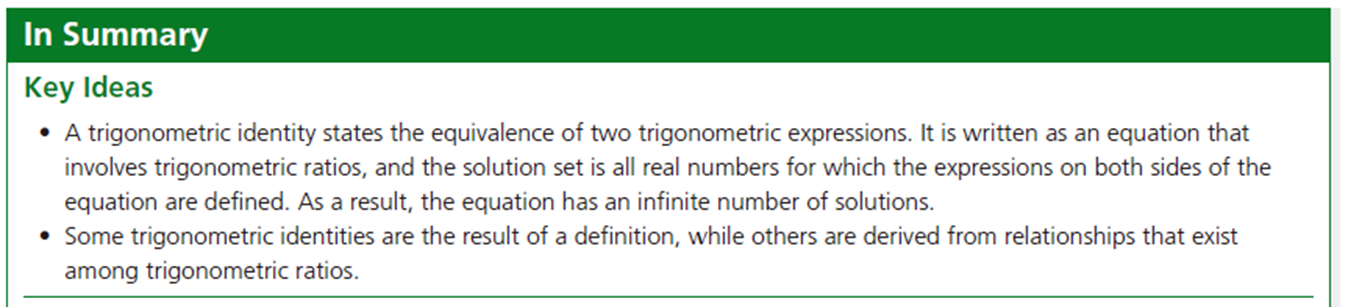 In Summary
Key Ideas
• A trigonometric identity states the equivalence of two trigonometric expressions. It is written as an equation that
involves trigonometric ratios, and the solution set is all real numbers for which the expressions on both sides of the
equation are defined. As a result, the equation has an infinite number of solutions.
• Some trigonometric identities are the result of a definition, while others are derived from relationships that exist
among trigonometric ratios.